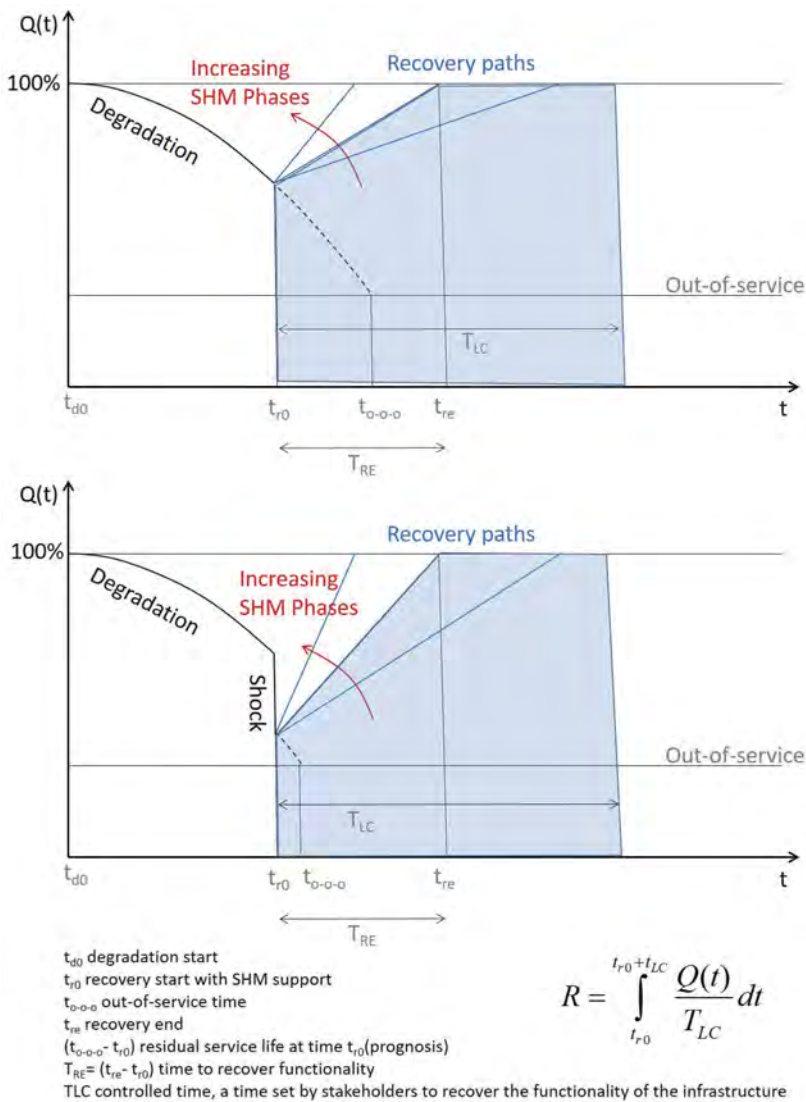 Q(t)
Recovery paths
Increasing
SHM Phases
100%
Degradation
Out-of-service
T_LC
t_d0 t_r0 t_o-o-o t_re t
T_RE
Q(t)
Recovery paths
100%
Degradation
Increasing
SHM Phases
Shock
Out-of-service
T_LC
t_d0 t_r0 t_o-o-o t_re t
T_RE
t_d0 degradation start
t_r0 recovery start with SHM support
t_o-o-o out-of-service time
t_re recovery end
(t_o-o-o- t_r0) residual service life at time t_r0(prognosis)
T_RE= (t_re- t_r0) time to recover functionality
TLC controlled time, a time set by stakeholders to recover the functionality of the infrastructure
R = ∫_{t_r0}^{t_r0+t_LC} Q(t)/T_LC dt